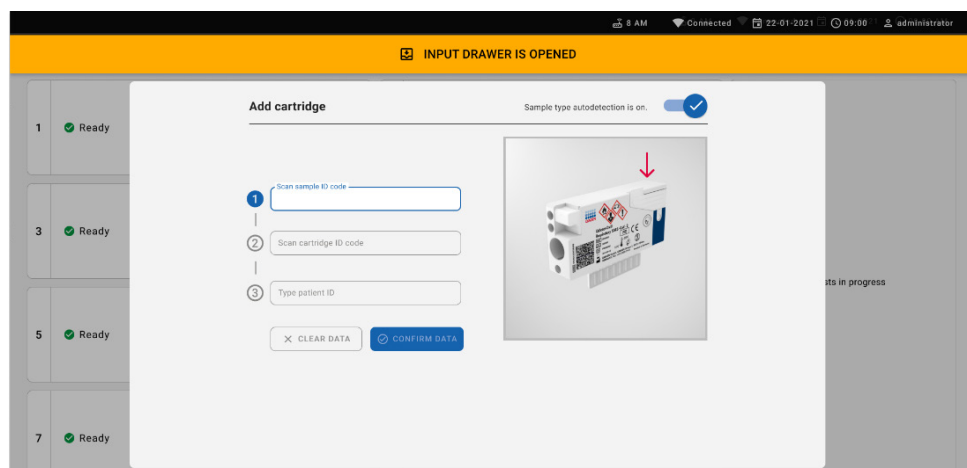 8 AM Connected 22-01-2021 09:00 administrator
INPUT DRAWER IS OPENED
Add cartridge
Sample type autodetection is on.
1 Ready
Scan sample ID code
1
2 Scan cartridge ID code
3 Ready
3 Type patient ID
sts in progress
5 Ready
CLEAR DATA
CONFIRM DATA
7 Ready